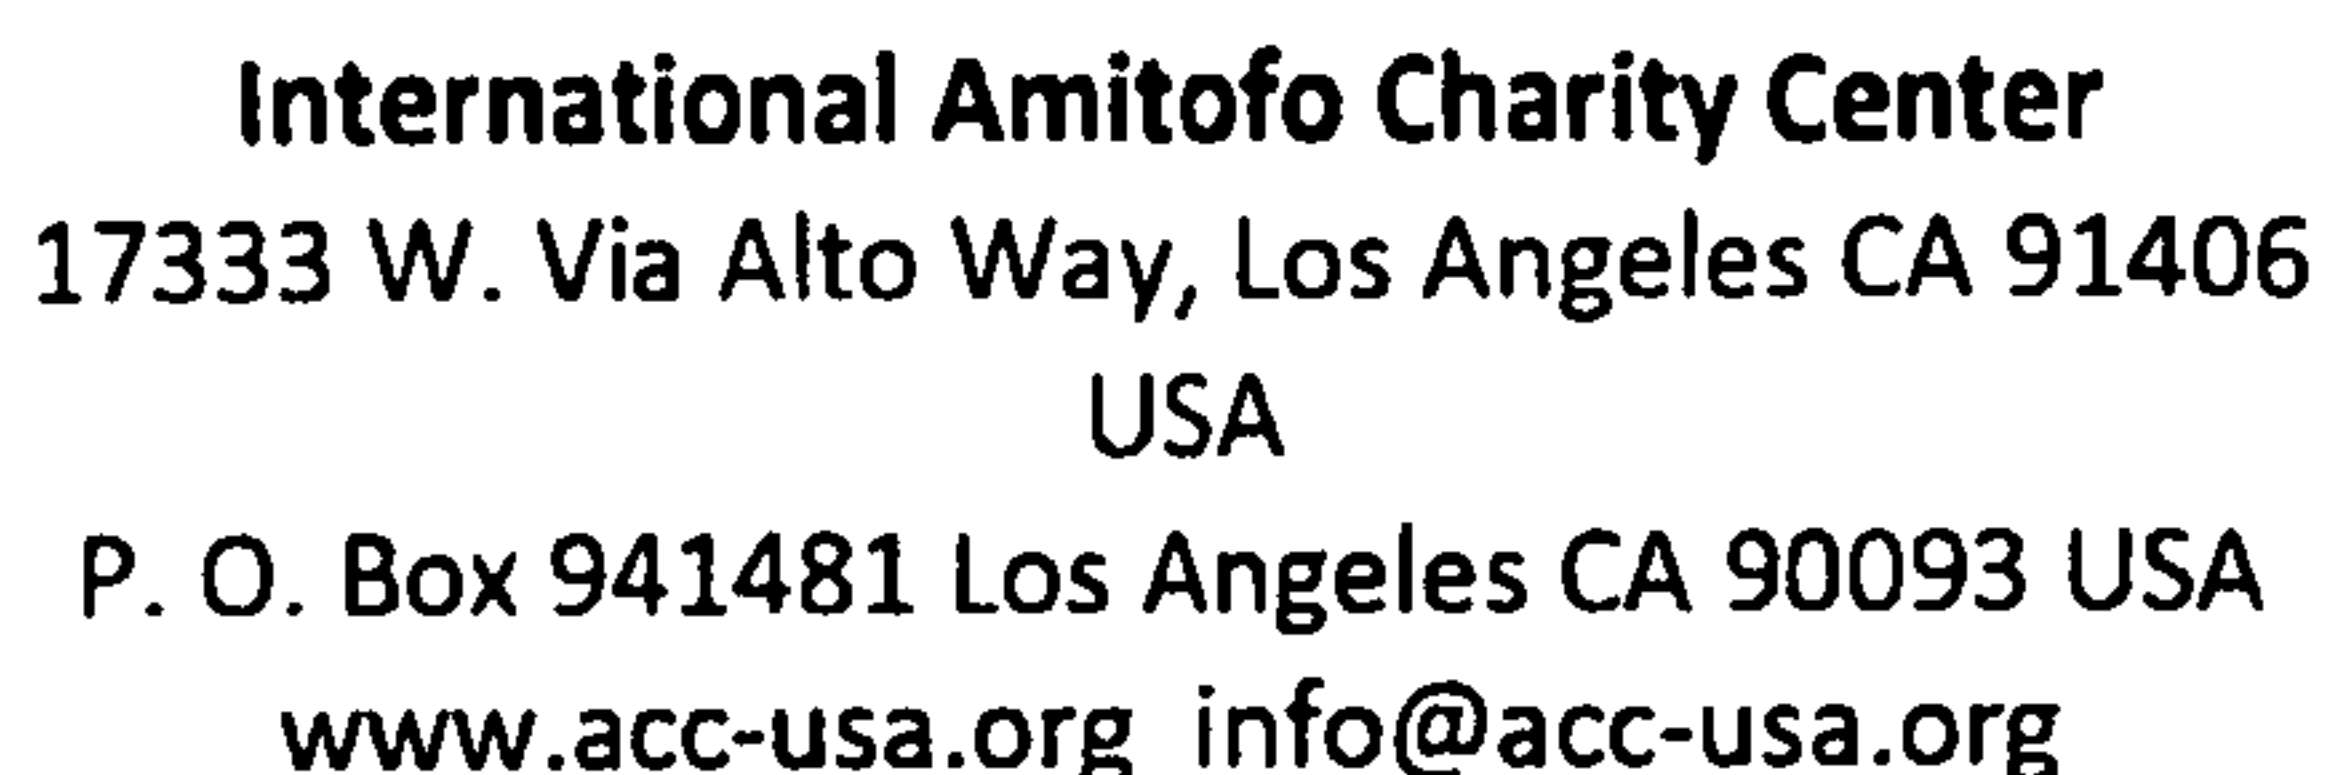 International Amitofo Charity Center
17333 W. Via Alto Way, Los Angeles CA 91406
USA
P. O. Box 941481 Los Angeles CA 90093 USA
www.acc-usa.org info@acc-usa.org